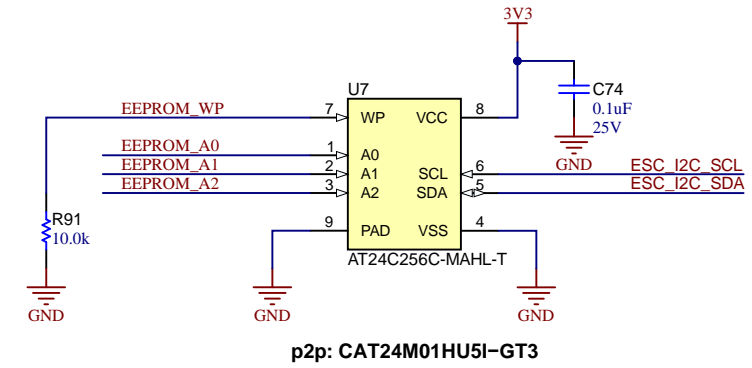 3V3
U7
C74
0.1uF
25V
GND
EEPROM_WP
7
WP
VCC
8
EEPROM_A0
1
A0
EEPROM_A1
2
A1
SCL
6
ESC_I2C_SCL
EEPROM_A2
3
A2
SDA
5
ESC_I2C_SDA
R91
10.0k
9
PAD
VSS
4
AT24C256C-MAHL-T
GND
GND
GND
p2p: CAT24M01HU5I-GT3